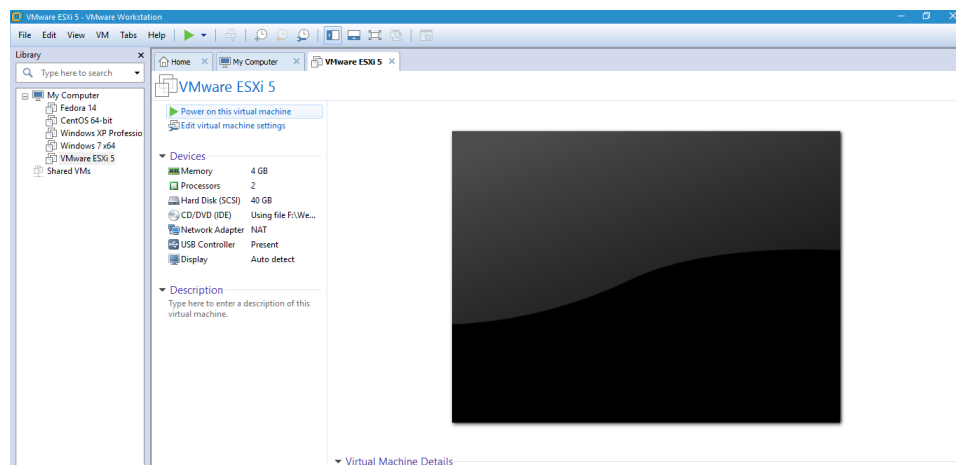 VMware ESXi 5 - VMware Workstation
File Edit View VM Tabs Help
Library
Type here to search
My Computer
Fedora 14
CentOS 64-bit
Windows XP Professio
Windows 7 x64
VMware ESXi 5
Shared VMs
Home My Computer VMware ESXi 5
VMware ESXi 5
Power on this virtual machine
Edit virtual machine settings
Devices
Memory 4 GB
Processors 2
Hard Disk (SCSI) 40 GB
CD/DVD (IDE) Using file F:\We...
Network Adapter NAT
USB Controller Present
Display Auto detect
Description
Type here to enter a description of this
virtual machine.
Virtual Machine Details